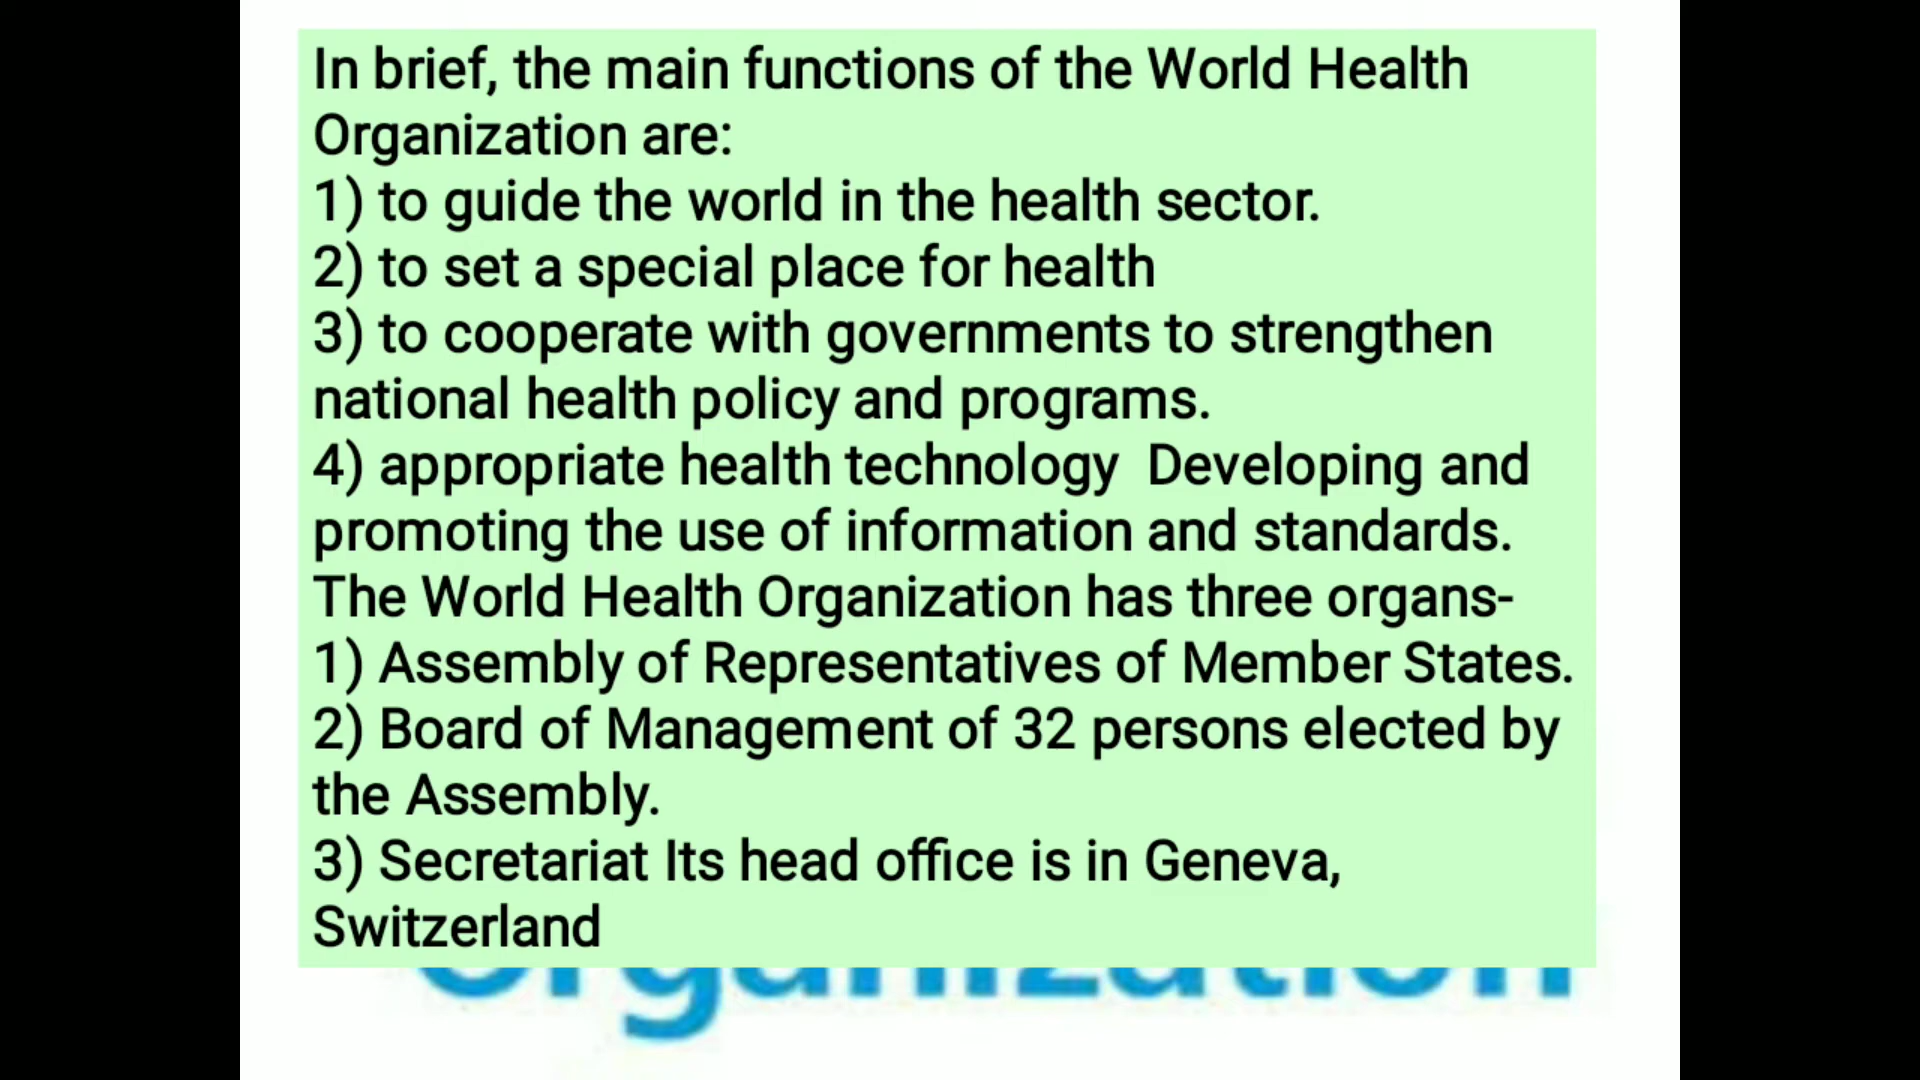 In brief, the main functions of the World Health
Organization are:
1) to guide the world in the health sector.
2) to set a special place for health
3) to cooperate with governments to strengthen
national health policy and programs.
4) appropriate health technology  Developing and
promoting the use of information and standards.
The World Health Organization has three organs-
1) Assembly of Representatives of Member States.
2) Board of Management of 32 persons elected by
the Assembly.
3) Secretariat Its head office is in Geneva,
Switzerland
Organization